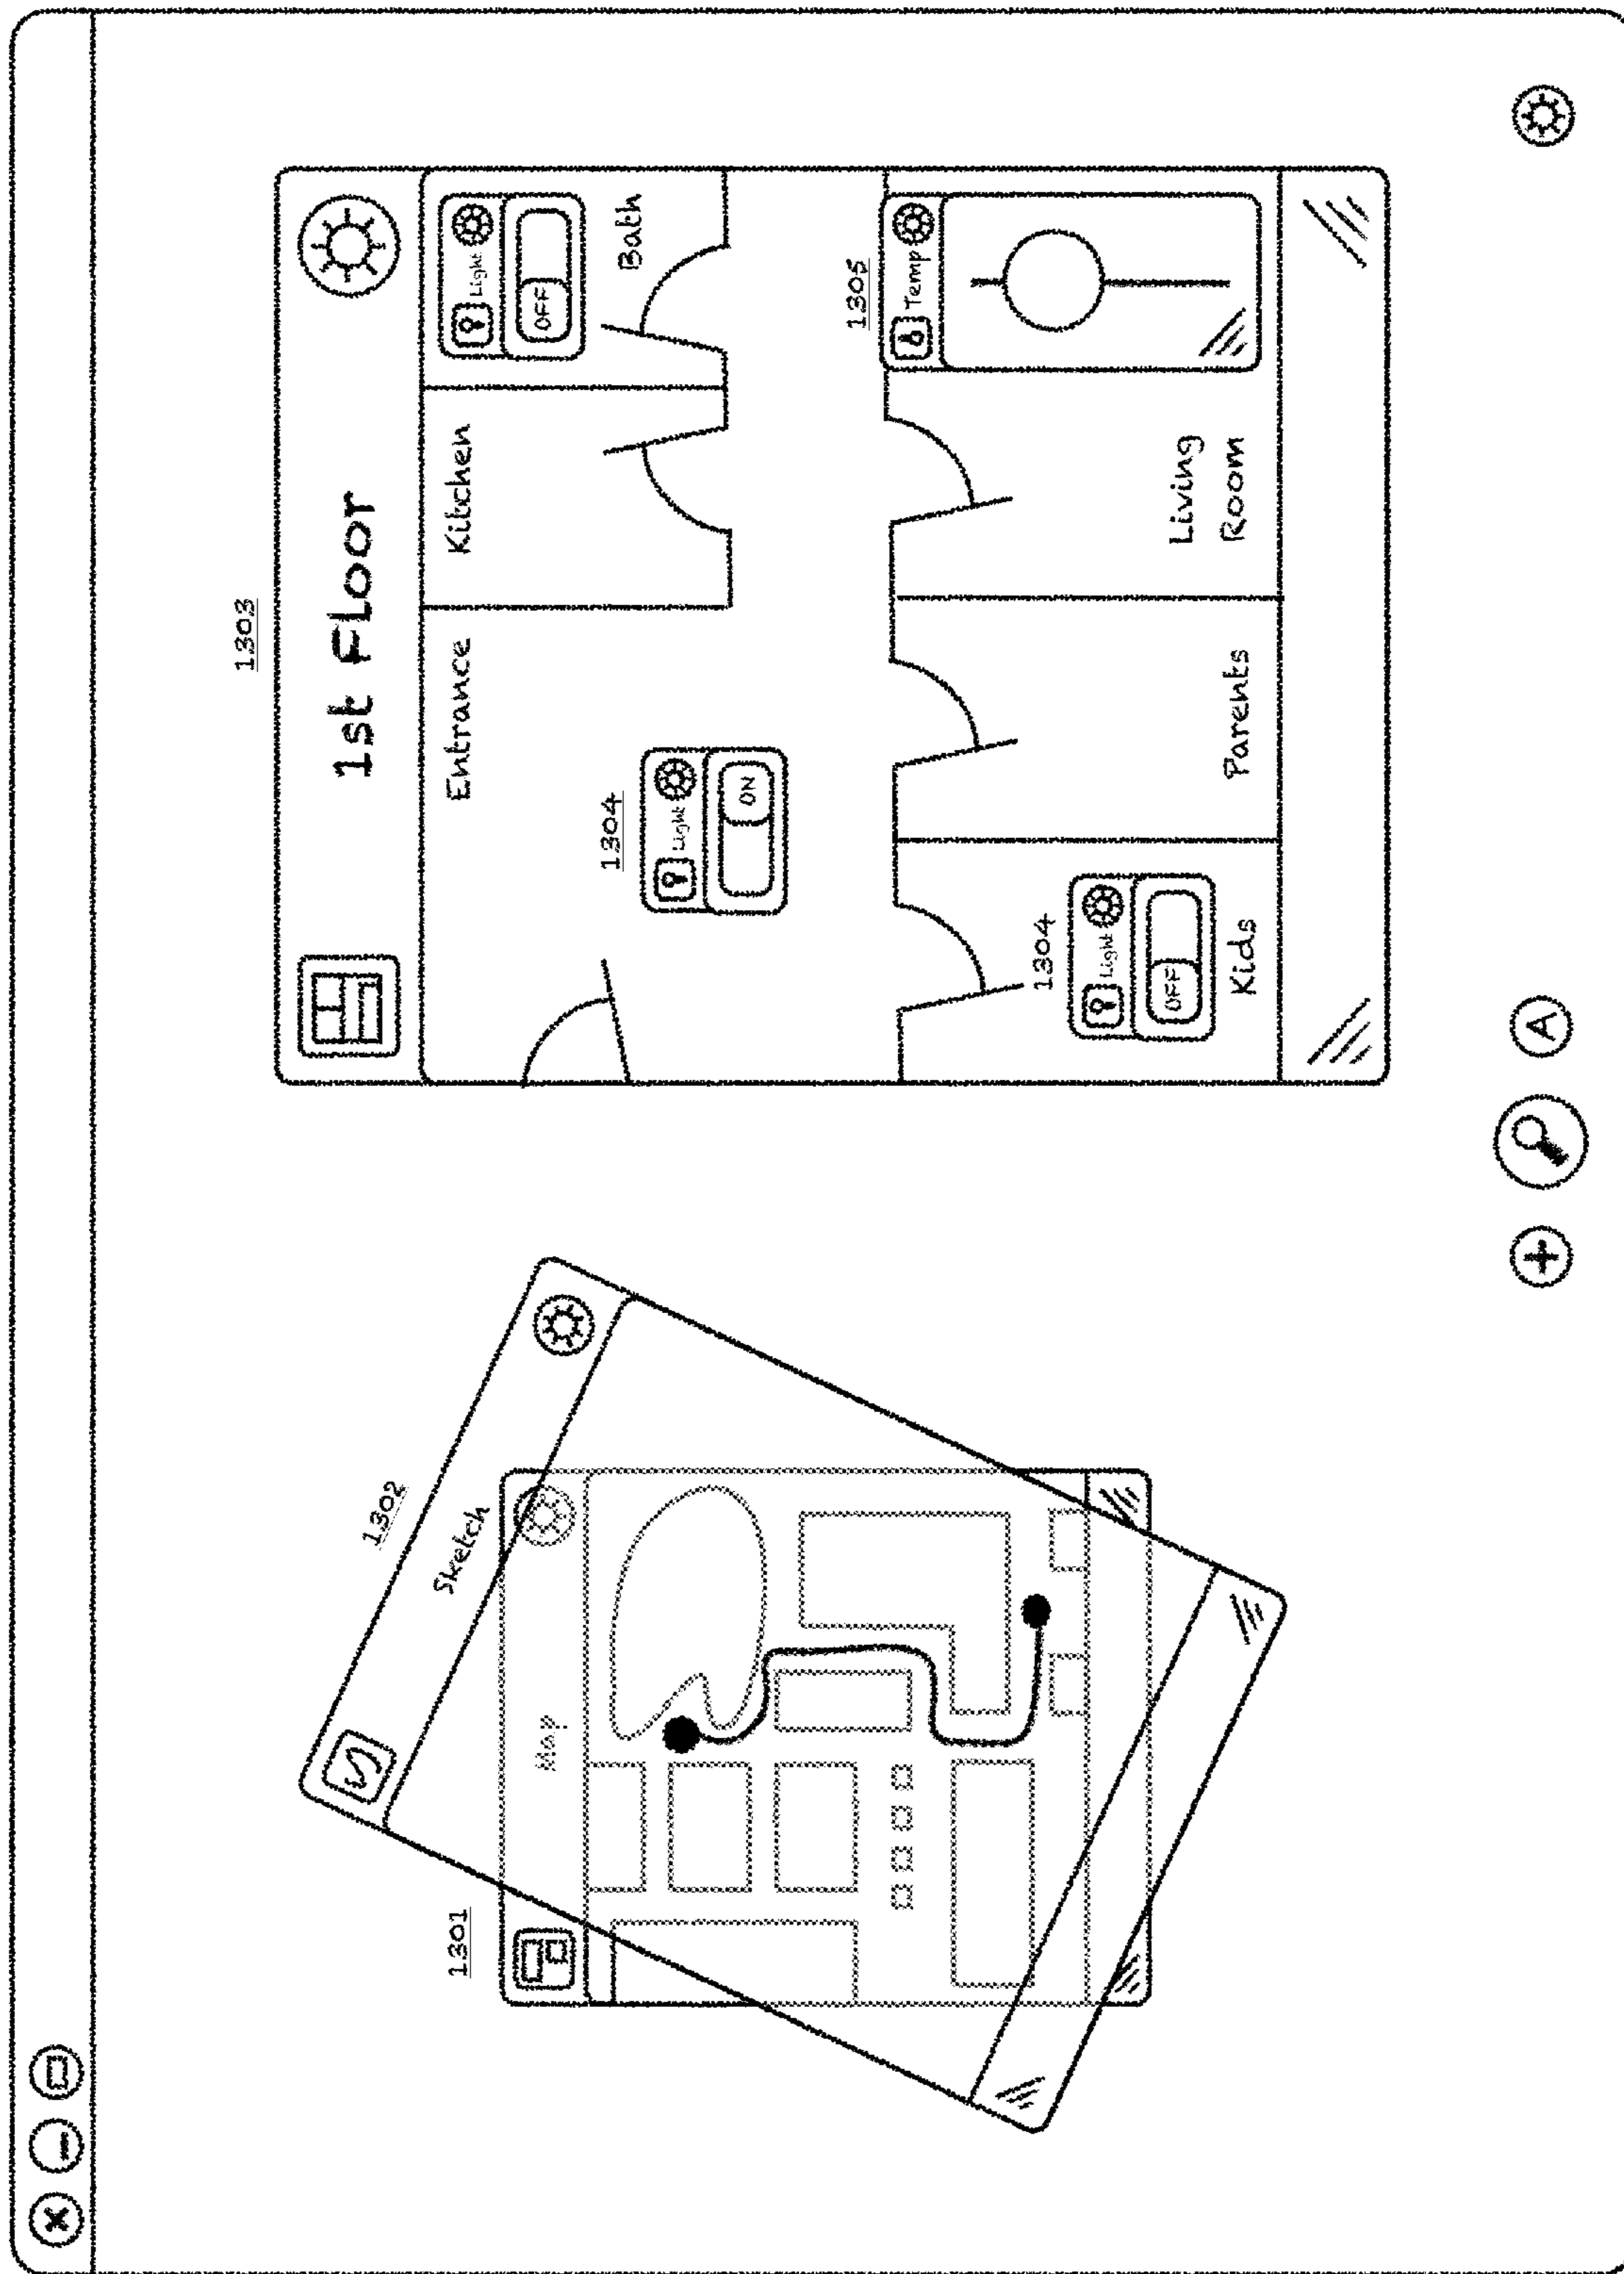 1303
1st Floor
Entrance
Kitchen
Light
OFF
Bath
1304
Light
ON
1305
Temp
1304
Light
OFF
Kids
Parents
Living
Room
1302
Sketch
1301
Map
A